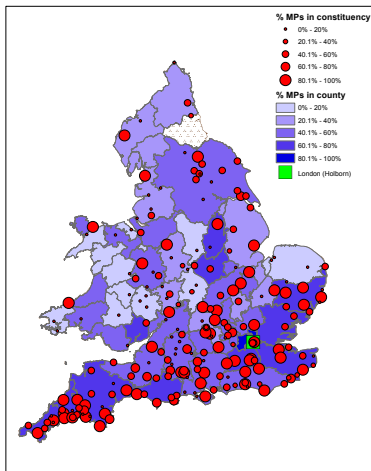 % MPs in constituency
0% - 20%
20.1% - 40%
40.1% - 60%
60.1% - 80%
80.1% - 100%
% MPs in county
0% - 20%
20.1% - 40%
40.1% - 60%
60.1% - 80%
80.1% - 100%
London (Holborn)